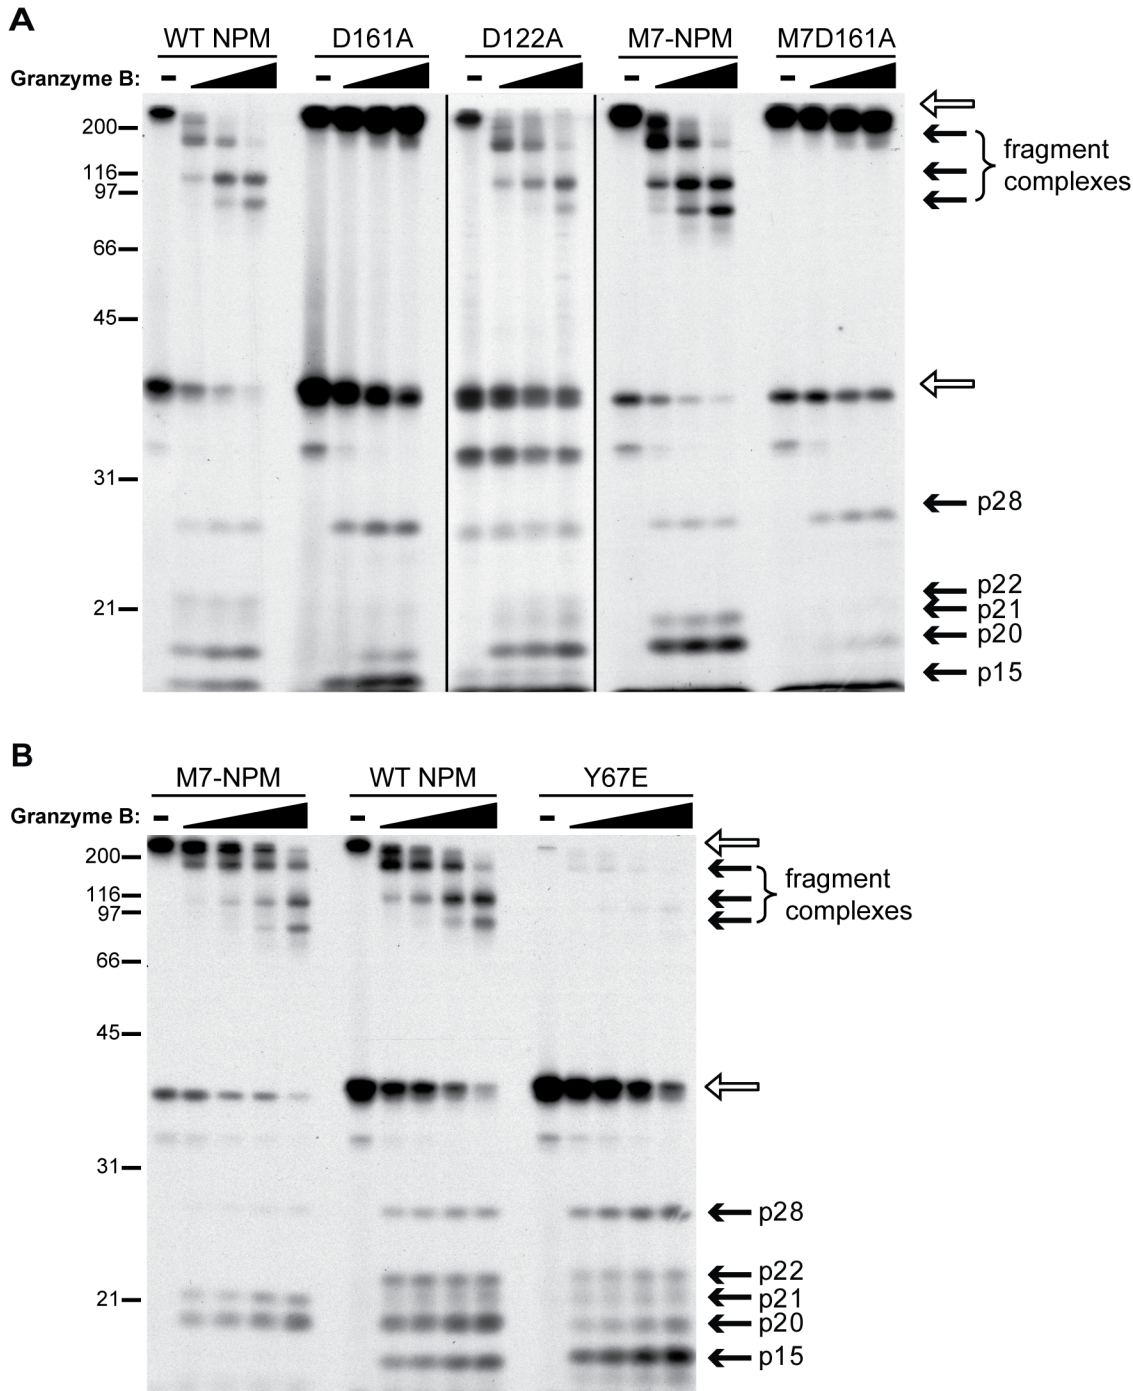 A
WT NPM D161A D122A M7-NPM M7D161A
Granzyme B: - - - - -
200
116
97
66
45
31
21
fragment
complexes
p28
p22
p21
p20
p15
B
M7-NPM WT NPM Y67E
Granzyme B: - - -
200
116
97
66
45
31
21
fragment
complexes
p28
p22
p21
p20
p15